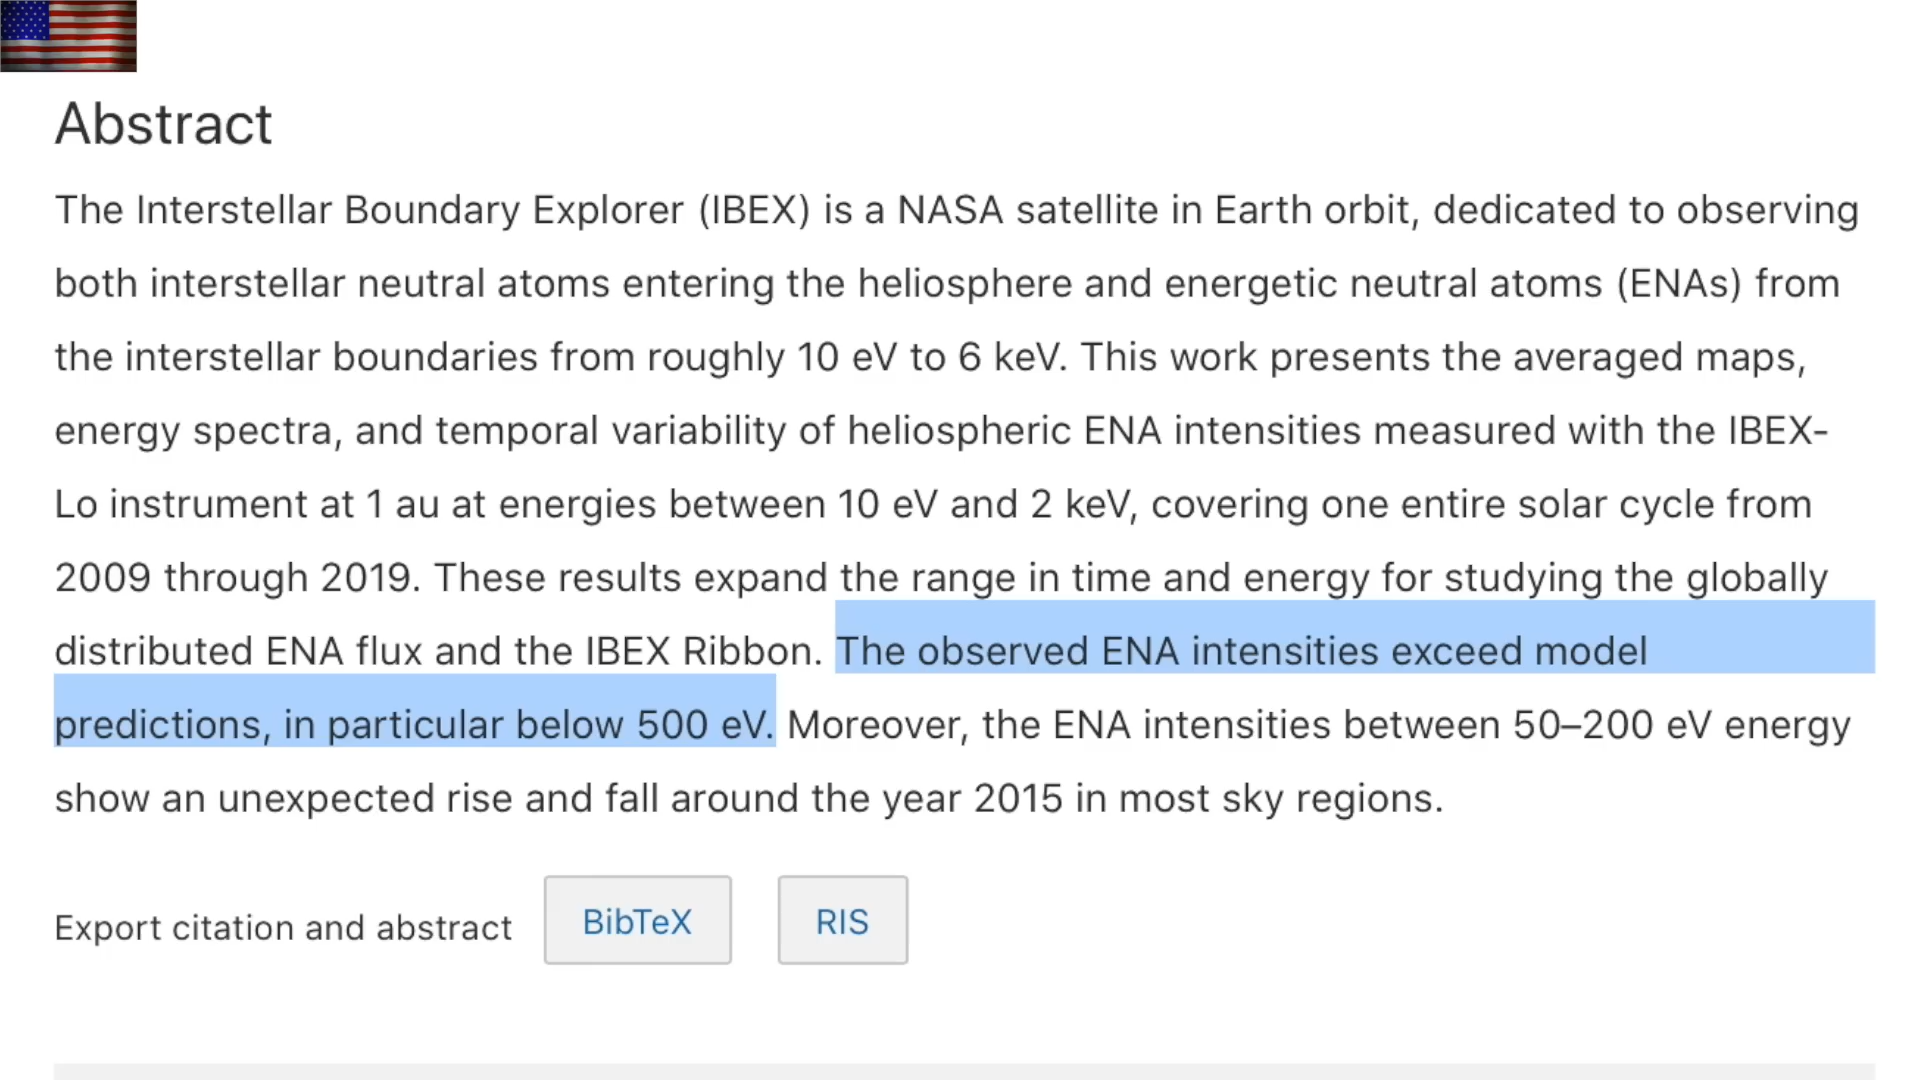 Abstract
The Interstellar Boundary Explorer (IBEX) is a NASA satellite in Earth orbit, dedicated to observing
both interstellar neutral atoms entering the heliosphere and energetic neutral atoms (ENAs) from
the interstellar boundaries from roughly 10 eV to 6 keV. This work presents the averaged maps,
energy spectra, and temporal variability of heliospheric ENA intensities measured with the IBEX-
Lo instrument at 1 au at energies between 10 eV and 2 keV, covering one entire solar cycle from
2009 through 2019. These results expand the range in time and energy for studying the globally
distributed ENA flux and the IBEX Ribbon. The observed ENA intensities exceed model
predictions, in particular below 500 eV. Moreover, the ENA intensities between 50–200 eV energy
show an unexpected rise and fall around the year 2015 in most sky regions.
Export citation and abstract BibTeX RIS